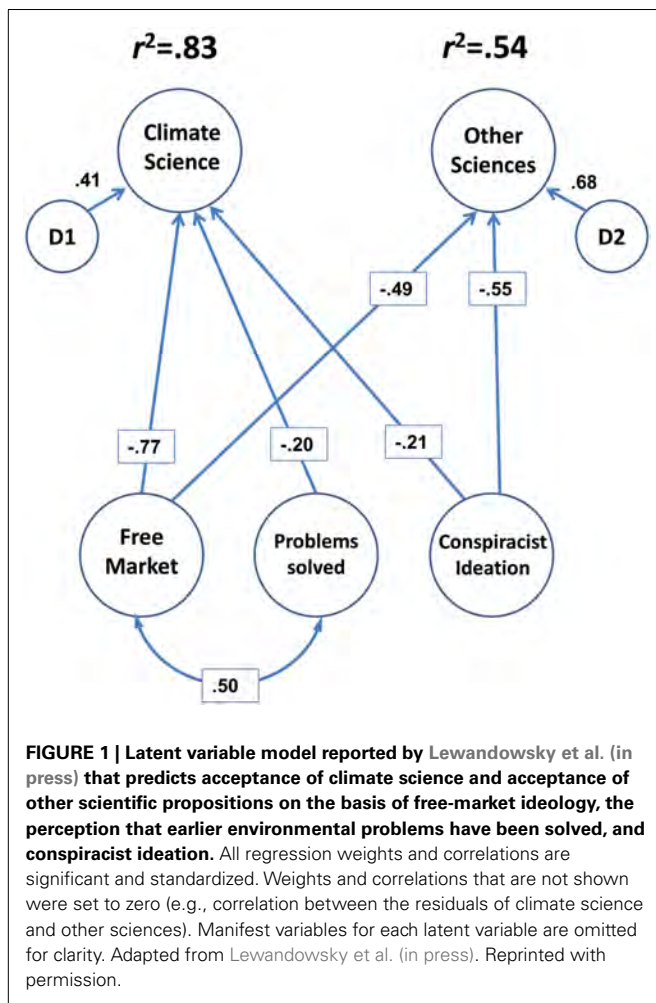 r²=.83
r²=.54
Climate
Science
Other
Sciences
.41
.68
D1
D2
-.49
-.55
-.77
-.20
-.21
Free
Market
Problems
solved
Conspiracist
Ideation
.50
FIGURE 1 | Latent variable model reported by Lewandowsky et al. (in
press) that predicts acceptance of climate science and acceptance of
other scientific propositions on the basis of free-market ideology, the
perception that earlier environmental problems have been solved, and
conspiracist ideation. All regression weights and correlations are
significant and standardized. Weights and correlations that are not shown
were set to zero (e.g., correlation between the residuals of climate science
and other sciences). Manifest variables for each latent variable are omitted
for clarity. Adapted from Lewandowsky et al. (in press). Reprinted with
permission.